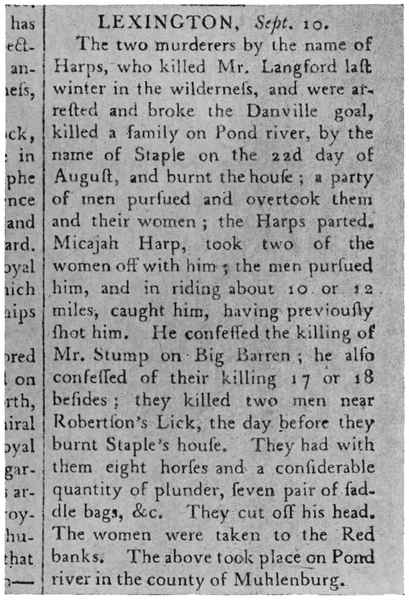 has
ect-
an-
neſs,
ock,
in
phe
ence
and
ard.
oyal
hich
hips
ored
on
rth,
iral
oyal
gar-
ar-
oy-
hu-
that
LEXINGTON, Sept. 10.
The two murderers by the name of
Harps, who killed Mr. Langford laſt
winter in the wilderneſs, and were ar-
reſted and broke the Danville goal,
killed a family on Pond river, by the
name of Staple on the 22d day of
Auguſt, and burnt the houſe ; a party
of men purſued and overtook them
and their women ; the Harps parted.
Micajah Harp, took two of the
women off with him ; the men purſued
him, and in riding about 10 or 12
miles, caught him, having previouſly
ſhot him. He confeſſed the killing of
Mr. Stump on Big Barren ; he alſo
confeſſed of their killing 17 or 18
beſides ; they killed two men near
Robertſon's Lick, the day before they
burnt Staple's houſe. They had with
them eight horſes and a conſiderable
quantity of plunder, ſeven pair of ſad-
dle bags, &c. They cut off his head.
The women were taken to the Red
banks. The above took place on Pond
river in the county of Muhlenburg.